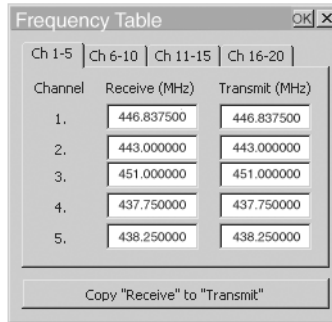 Frequency Table OK X
Ch 1-5 Ch 6-10 Ch 11-15 Ch 16-20
Channel Receive (MHz) Transmit (MHz)
1. 446.837500 446.837500
2. 443.000000 443.000000
3. 451.000000 451.000000
4. 437.750000 437.750000
5. 438.250000 438.250000
Copy "Receive" to "Transmit"